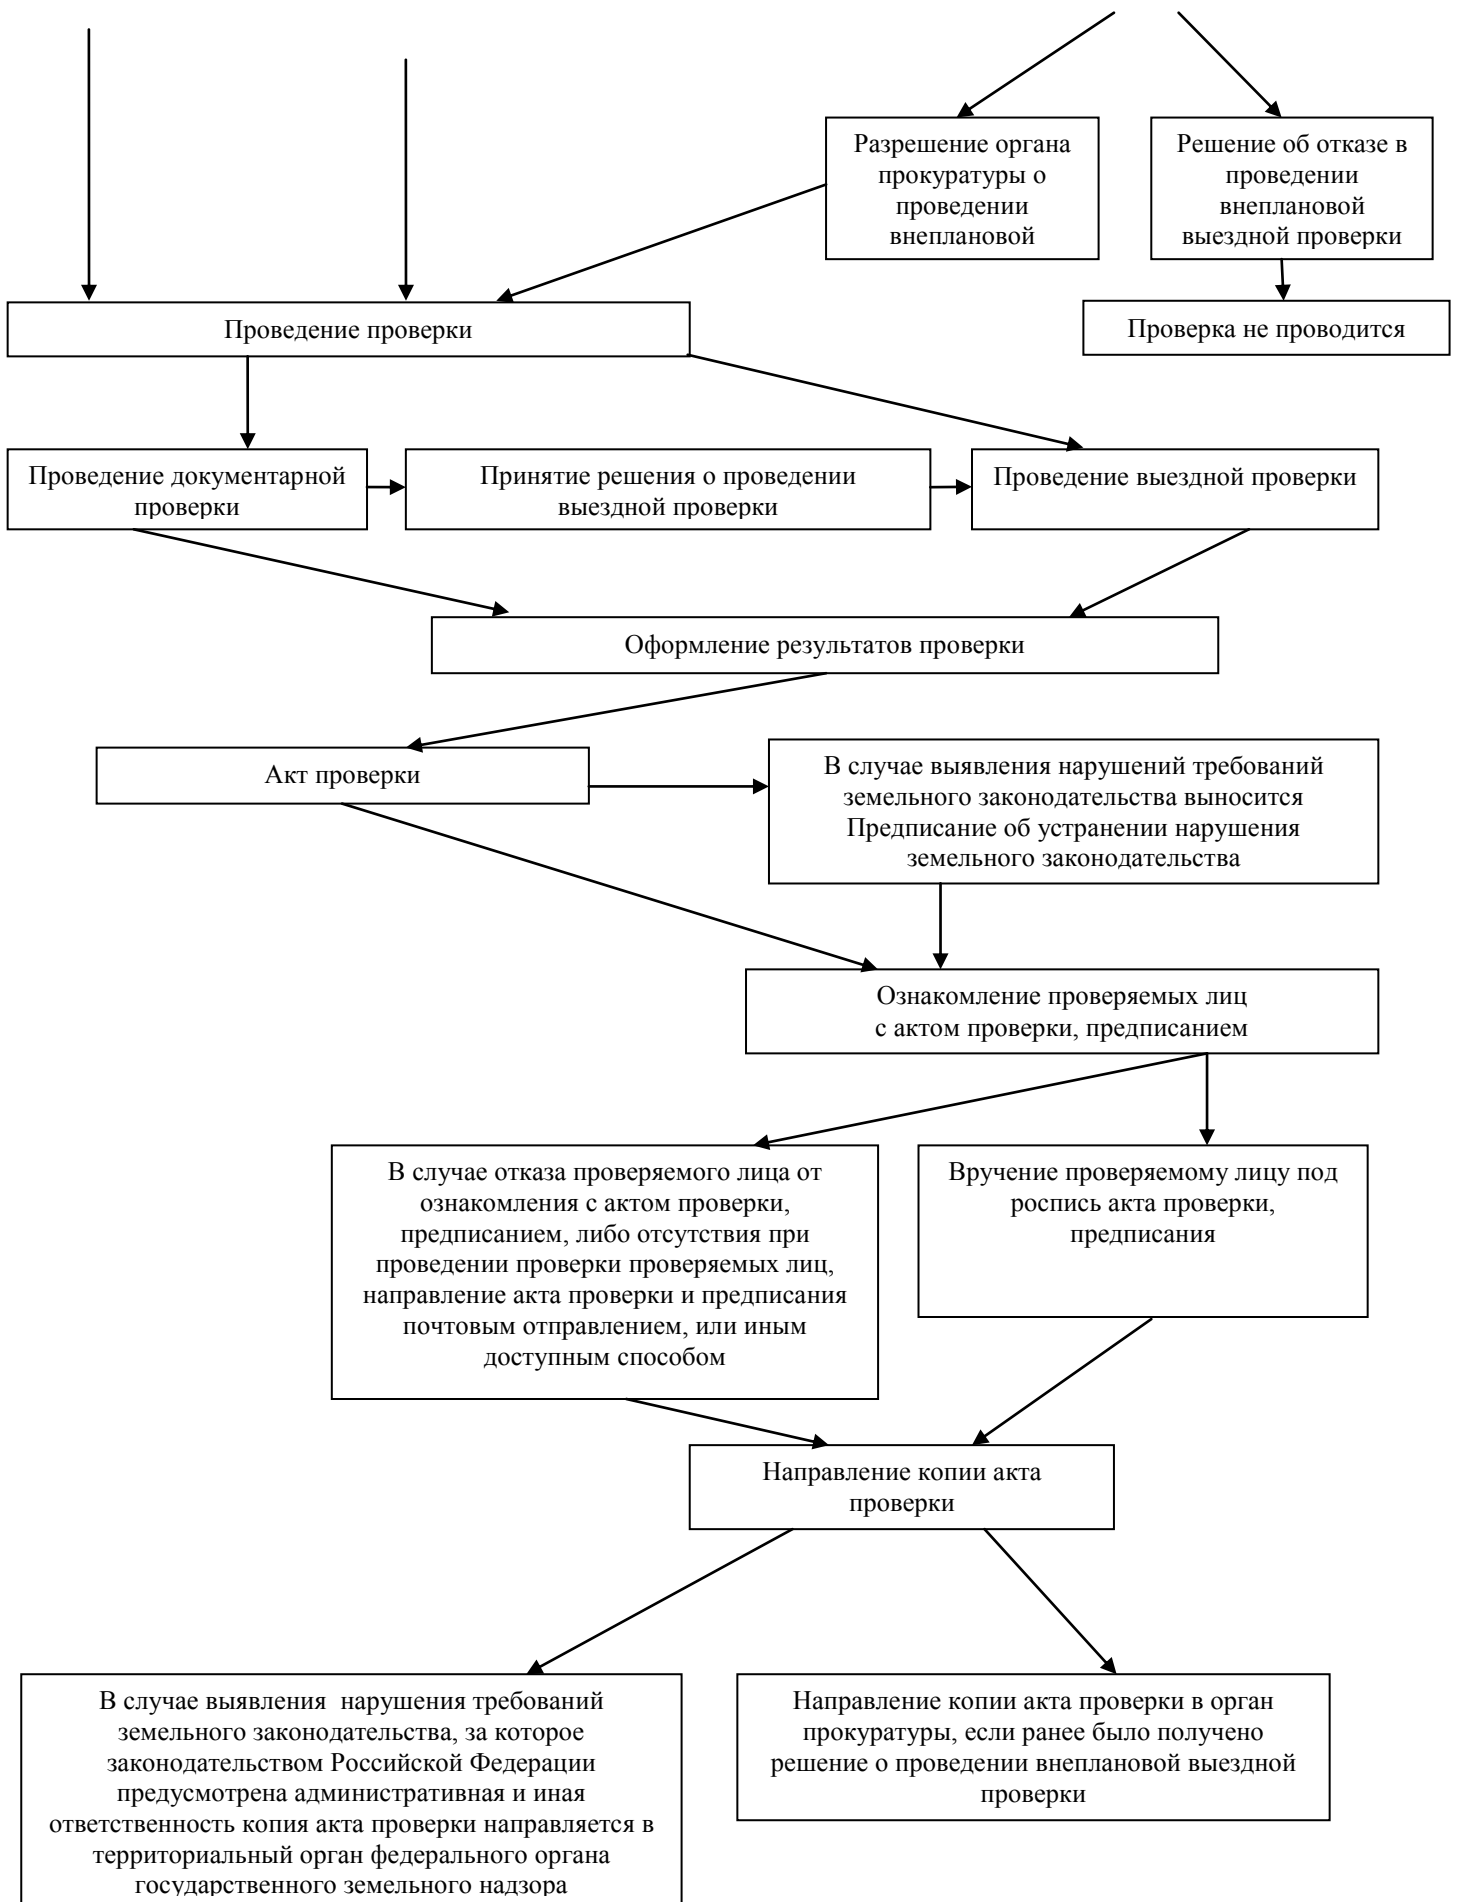 Разрешение органа
прокуратуры о
проведении
внеплановой
Решение об отказе в
проведении
внеплановой
выездной проверки
Проведение проверки
Проверка не проводится
Проведение документарной
проверки
Принятие решения о проведении
выездной проверки
Проведение выездной проверки
Оформление результатов проверки
Акт проверки
В случае выявления нарушений требований
земельного законодательства выносится
Предписание об устранении нарушения
земельного законодательства
Ознакомление проверяемых лиц
с актом проверки, предписанием
В случае отказа проверяемого лица от
ознакомления с актом проверки,
предписанием, либо отсутствия при
проведении проверки проверяемых лиц,
направление акта проверки и предписания
почтовым отправлением, или иным
доступным способом
Вручение проверяемому лицу под
роспись акта проверки,
предписания
Направление копии акта
проверки
В случае выявления  нарушения требований
земельного законодательства, за которое
законодательством Российской Федерации
предусмотрена административная и иная
ответственность копия акта проверки направляется в
территориальный орган федерального органа
государственного земельного надзора
Направление копии акта проверки в орган
прокуратуры, если ранее было получено
решение о проведении внеплановой выездной
проверки